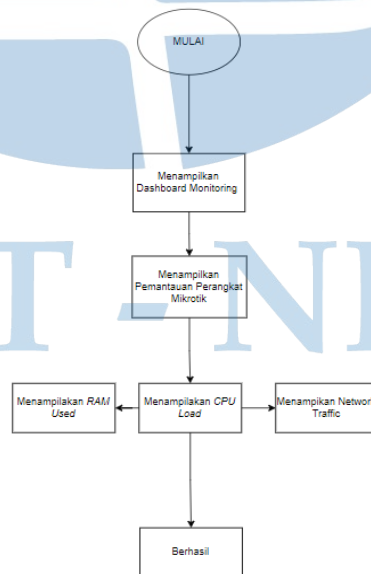 MULAI
Menampilkan
Dashboard Monitoring
Menampilkan
Pemantauan Perangkat
Mikrotik
Menampilakan RAM
Used
Menampilakan CPU
Load
Menampikan Networ
Traffic
Berhasil
T - N